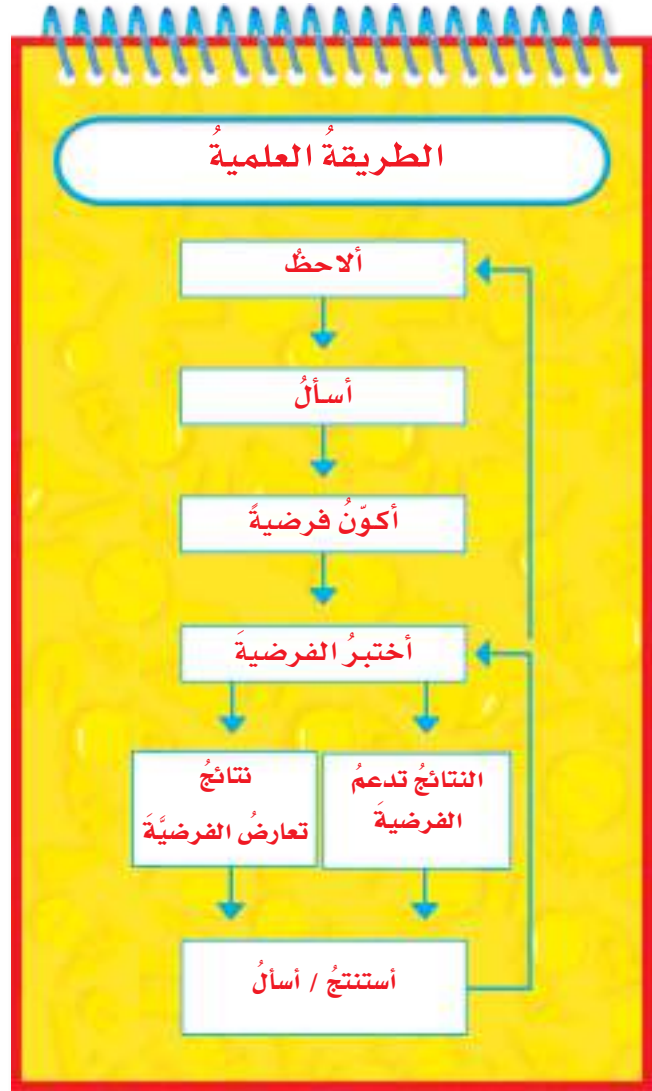 الطريقةُ العلميةُ
ألاحظُ
أسألُ
أكوّنُ فرضيةً
أختبرُ الفرضيةَ
النتائجُ تدعمُ
الفرضيةَ
نتائجُ
تعارضُ الفرضيَّةَ
أستنتجُ / أسألُ